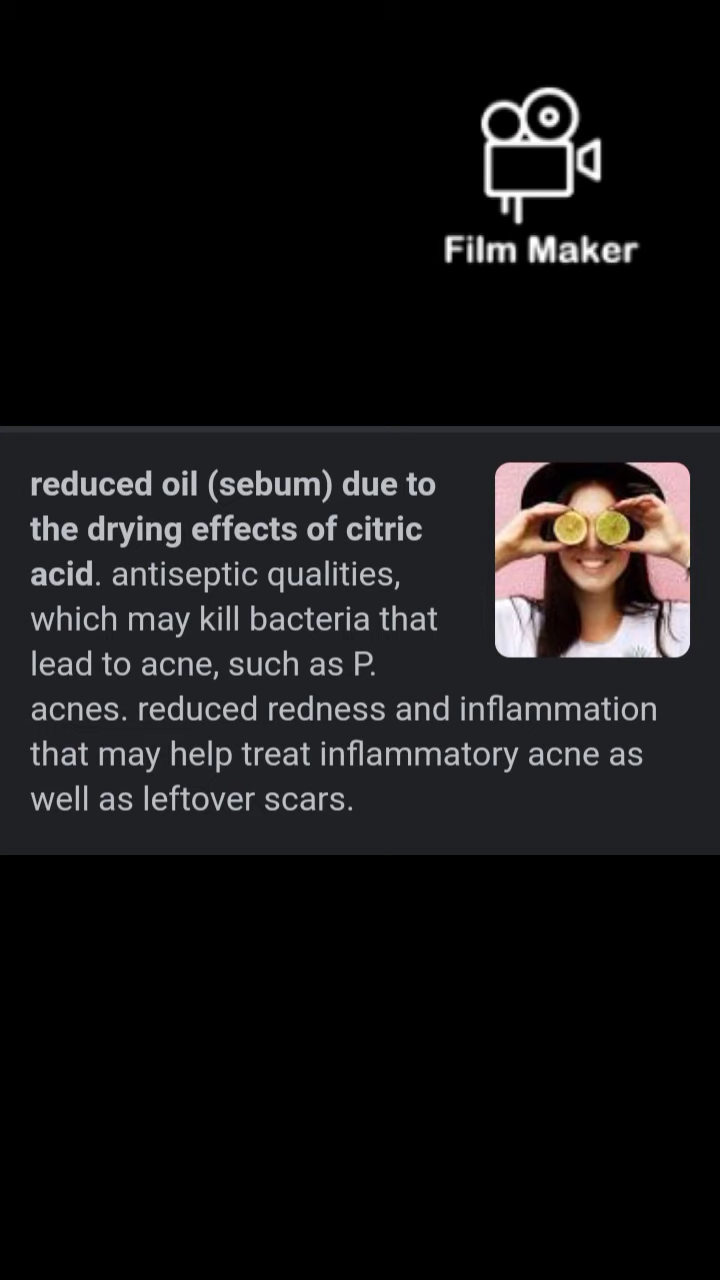 Film Maker
reduced oil (sebum) due to
the drying effects of citric
acid. antiseptic qualities,
which may kill bacteria that
lead to acne, such as P.
acnes. reduced redness and inflammation
that may help treat inflammatory acne as
well as leftover scars.